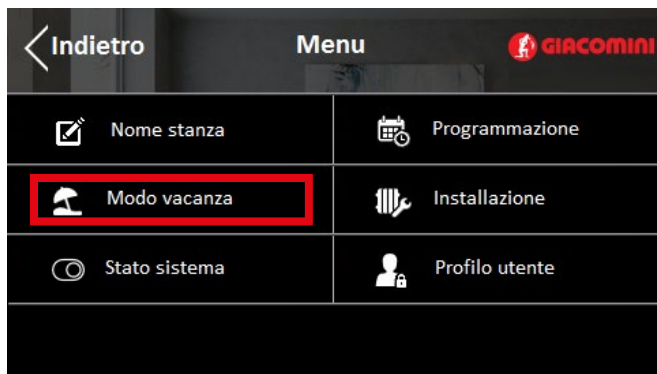 Indietro Menu GIACOMINI
Nome stanza Programmazione
Modo vacanza Installazione
Stato sistema Profilo utente